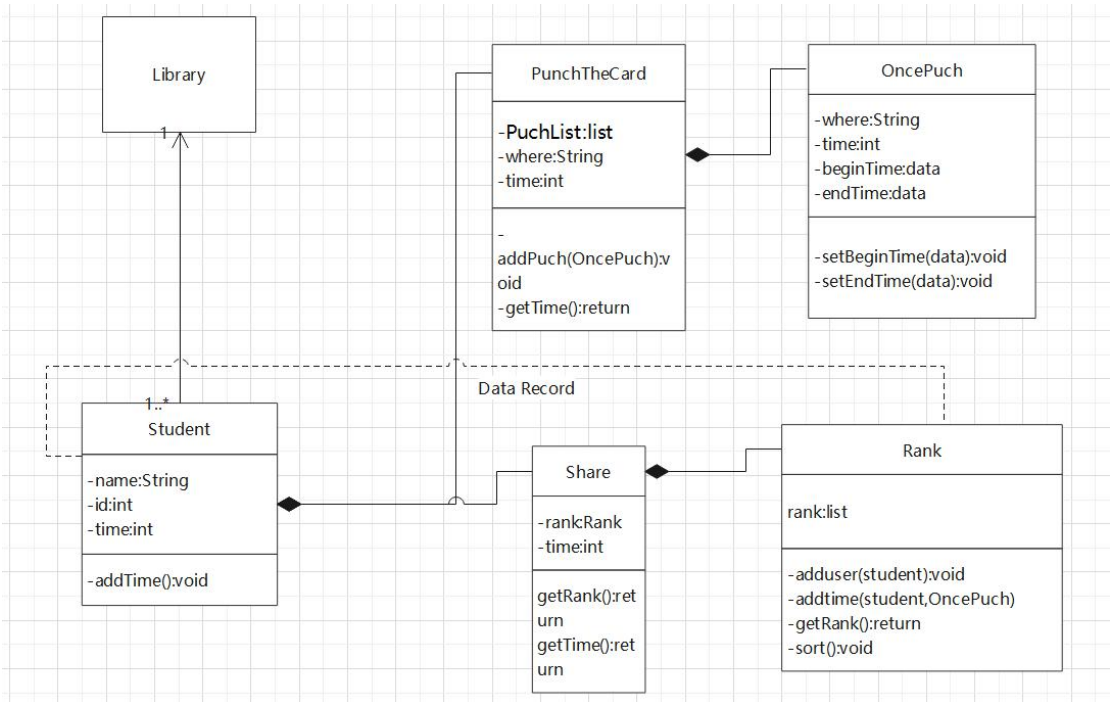 Library
1
PunchTheCard
-PuchList:list
-where:String
-time:int
-
addPuch(OncePuch):v
oid
-getTime():return
OncePuch
-where:String
-time:int
-beginTime:data
-endTime:data
-setBeginTime(data):void
-setEndTime(data):void
Data Record
1..*
Student
-name:String
-id:int
-time:int
-addTime():void
Share
-rank:Rank
-time:int
getRank():ret
urn
getTime():ret
urn
Rank
rank:list
-adduser(student):void
-addtime(student,OncePuch)
-getRank():return
-sort():void